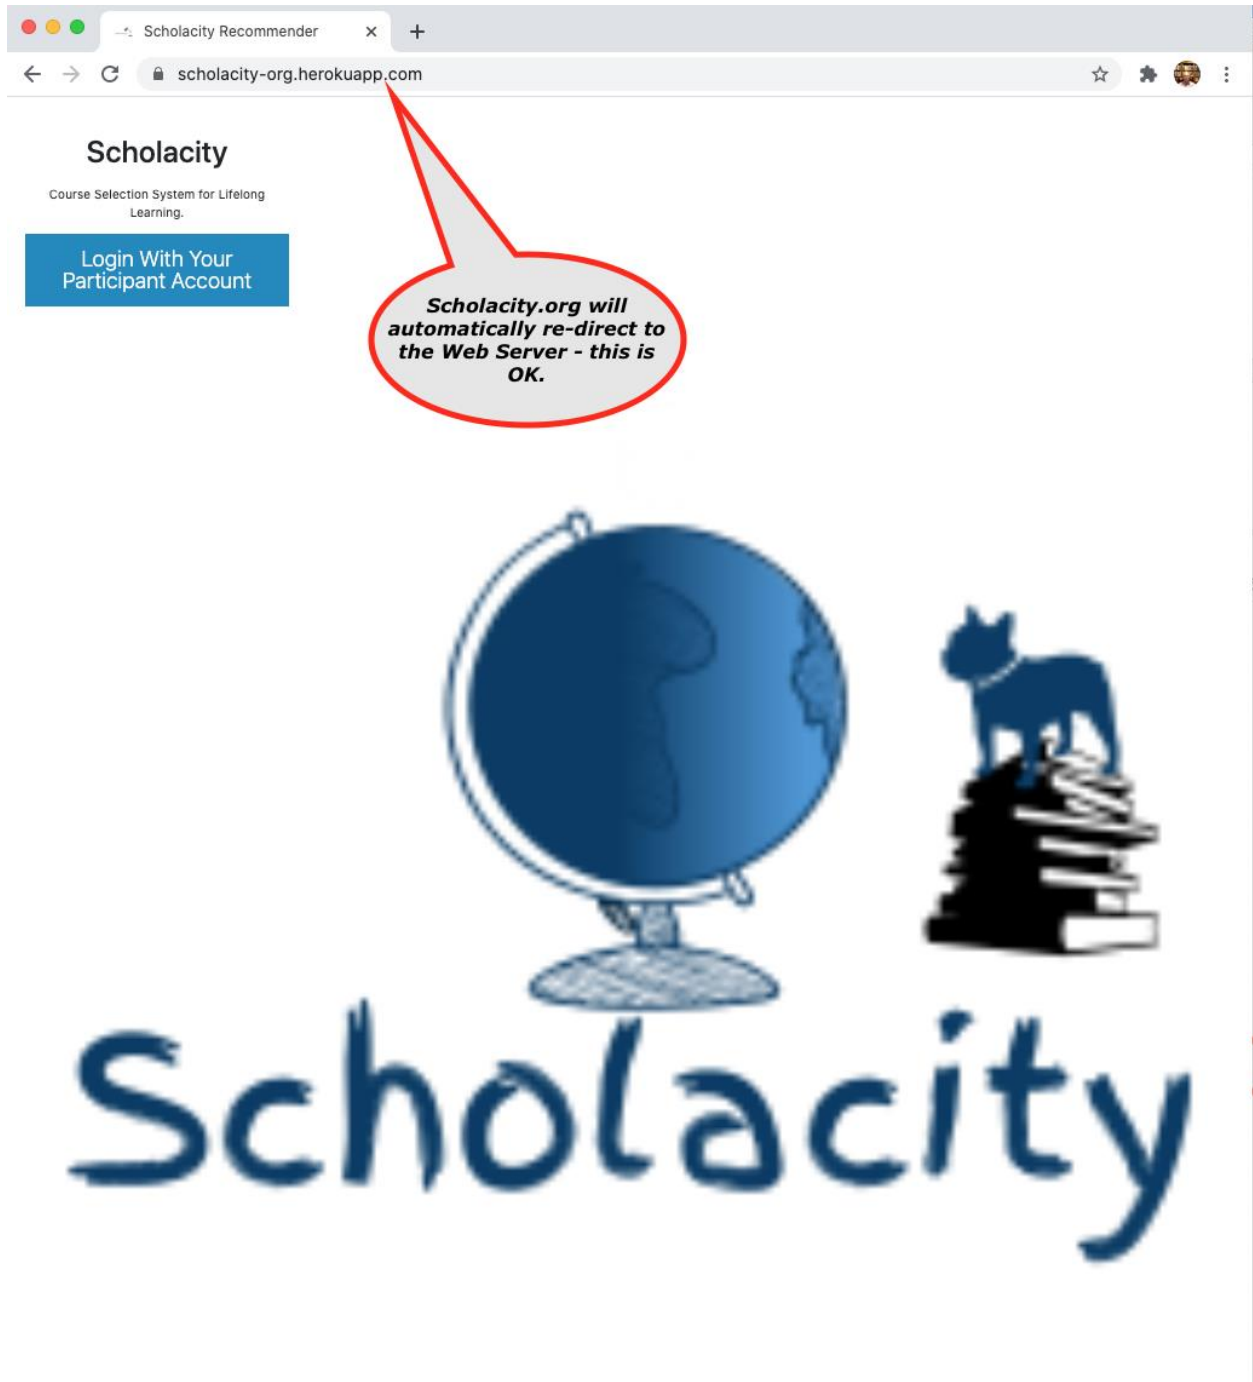 Scholacity Recommender
scholacity-org.herokuapp.com
Scholacity
Course Selection System for Lifelong
Learning.
Login With Your
Participant Account
Scholacity.org will
automatically re-direct to
the Web Server - this is
OK.
Scholacity